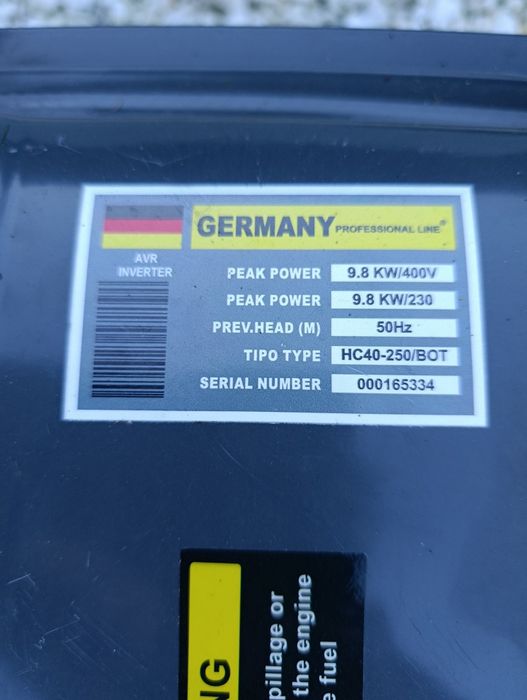 GERMANY PROFESSIONAL LINE®
AVR
INVERTER
PEAK POWER 9.8 KW/400V
PEAK POWER 9.8 KW/230
PREV.HEAD (M) 50Hz
TIPO TYPE HC40-250/BOT
SERIAL NUMBER 000165334
NG
pillage or
the engine
fuel